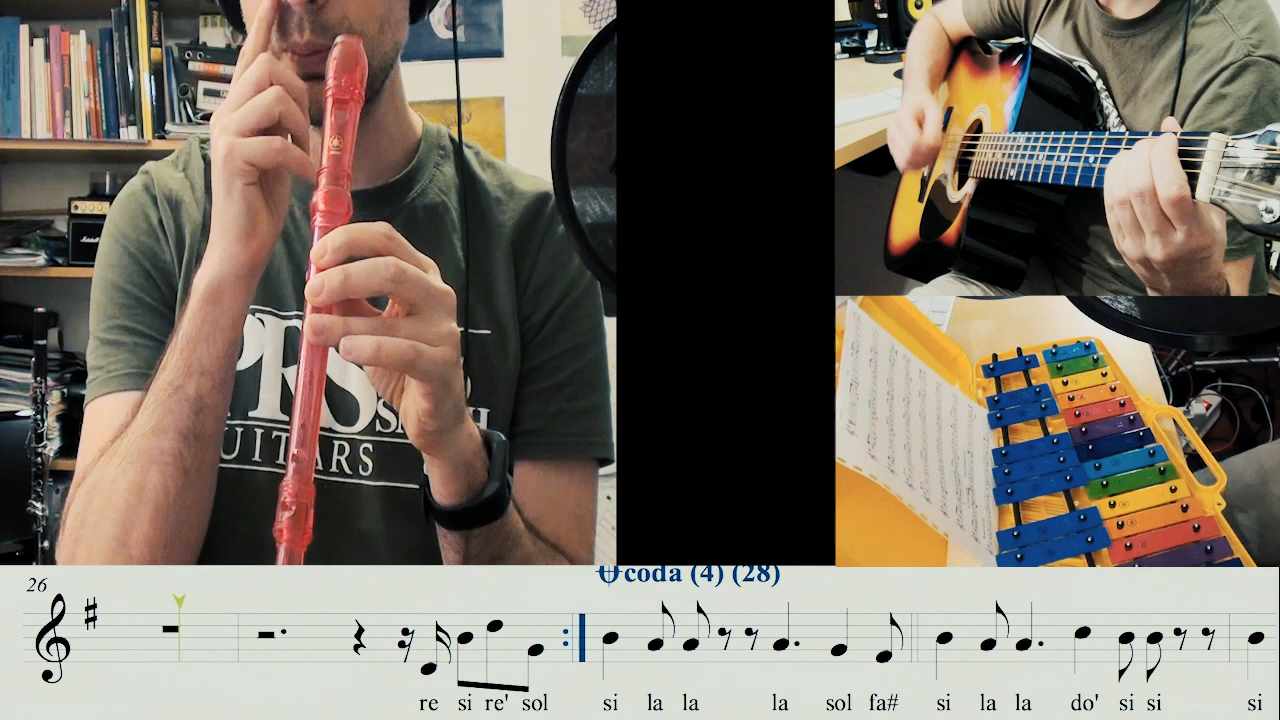 PRS
GUITARS
coda (4) (28)
26
re si re' sol si la la la sol fa# si la la do' si si si